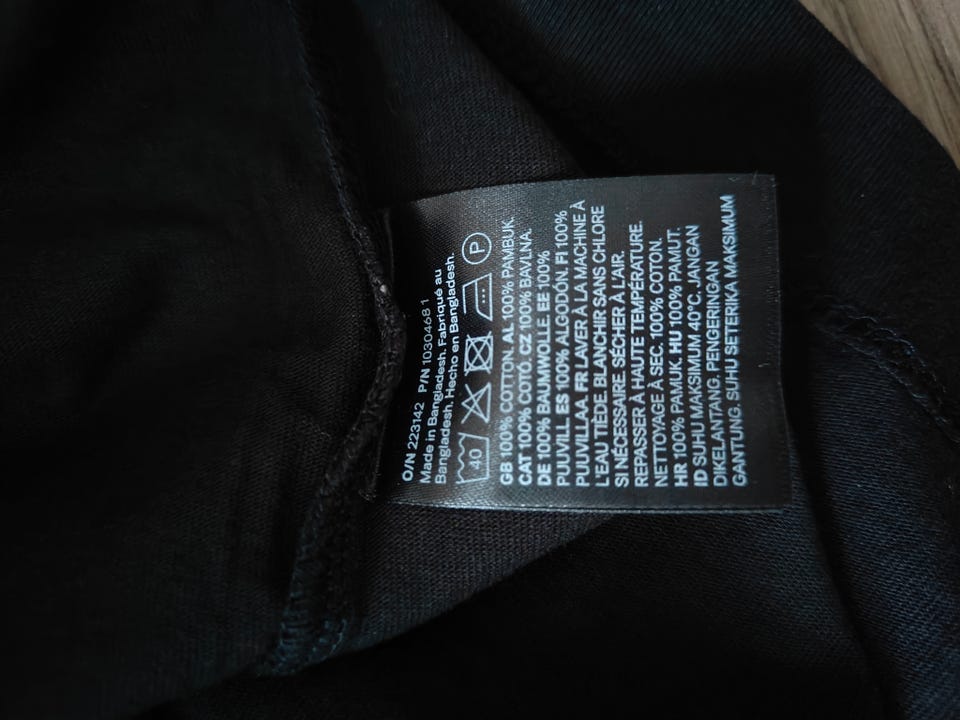 O/N 223142 P/N 1030468 1
Made in Bangladesh. Fabriqué au
Bangladesh. Hecho en Bangladesh.
40 P
GB 100% COTTON. AL 100% PAMBUK.
CAT 100% COTÓ. CZ 100% BAVLNA.
DE 100% BAUMWOLLE. EE 100%
PUUVILL. ES 100% ALGODÓN. FI 100%
PUUVILLAA. FR LAVER À LA MACHINE À
L'EAU TIÈDE. BLANCHIR SANS CHLORE
SI NÉCESSAIRE. SÉCHER À L'AIR.
REPASSER À HAUTE TEMPÉRATURE.
NETTOYAGE À SEC. 100% COTON.
HR 100% PAMUK. HU 100% PAMUT.
ID SUHU MAKSIMUM 40°C. JANGAN
DIKELANTANG. PENGERINGAN
GANTUNG. SUHU SETERIKA MAKSIMUM